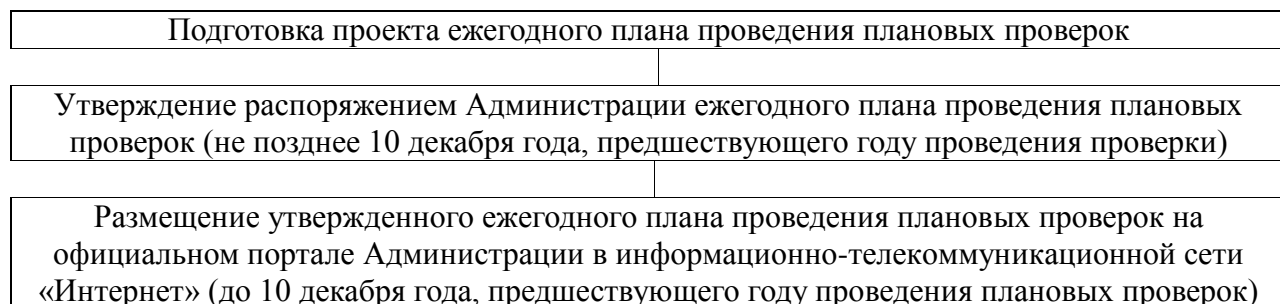 Подготовка проекта ежегодного плана проведения плановых проверок
Утверждение распоряжением Администрации ежегодного плана проведения плановых
проверок (не позднее 10 декабря года, предшествующего году проведения проверки)
Размещение утвержденного ежегодного плана проведения плановых проверок на
официальном портале Администрации в информационно-телекоммуникационной сети
«Интернет» (до 10 декабря года, предшествующего году проведения плановых проверок)